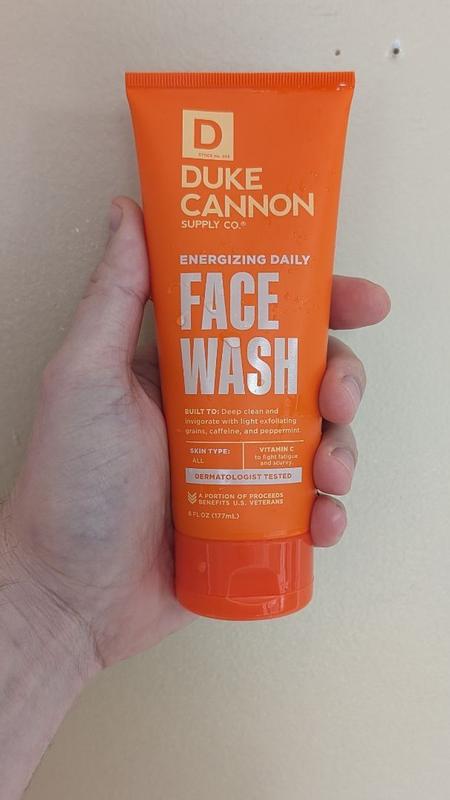 D
DUKE
CANNON
SUPPLY CO.®
ENERGIZING DAILY
FACE
WASH
BUILT TO: Deep clean and
invigorate with light exfoliating
grains, caffeine, and peppermint.
SKIN TYPE:
ALL
VITAMIN C
to fight fatigue
and scurvy.
DERMATOLOGIST TESTED
A PORTION OF PROCEEDS
BENEFITS U.S. VETERANS
6 FL OZ (177mL)